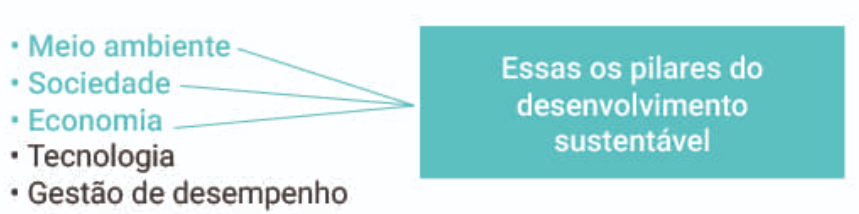 • Meio ambiente
• Sociedade
• Economia
• Tecnologia
• Gestão de desempenho
Essas os pilares do
desenvolvimento
sustentável